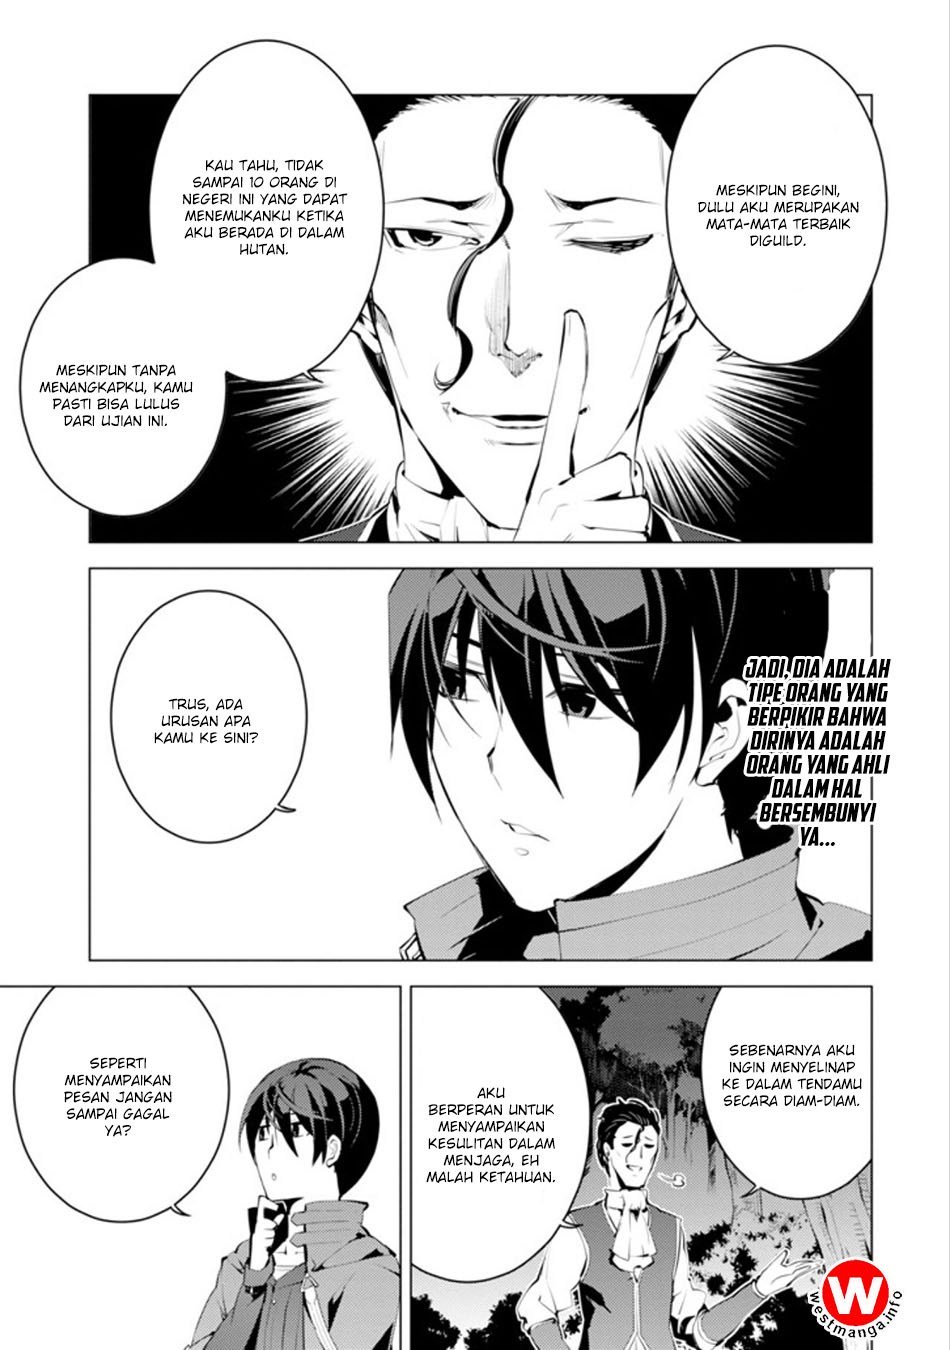 MESKIPUN BEGINI,
DULU AKU MERUPAKAN
MATA-MATA TERBAIK
DIGUILD.
KAU TAHU, TIDAK
SAMPAI 10 ORANG DI
NEGERI INI YANG DAPAT
MENEMUKANKU KETIKA
AKU BERADA DI DALAM
HUTAN.
MESKIPUN TANPA
MENANGKAPKU, KAMU
PASTI BISA LULUS
DARI UJIAN INI.
JADI, DIA ADALAH
TIPE ORANG YANG
BERPIKIR BAHWA
DIRINYA ADALAH
ORANG YANG AHLI
DALAM HAL
BERSEMBUNYI
YA...
TRUS, ADA
URUSAN APA
KAMU KE SINI?
SEBENARNYA AKU
INGIN MENYELINAP
KE DALAM TENDAMU
SECARA DIAM-DIAM.
AKU
BERPERAN UNTUK
MENYAMPAIKAN
KESULITAN DALAM
MENJAGA, EH
MALAH KETAHUAN.
SEPERTI
MENYAMPAIKAN
PESAN JANGAN
SAMPAI GAGAL
YA?
W
westmanga.info